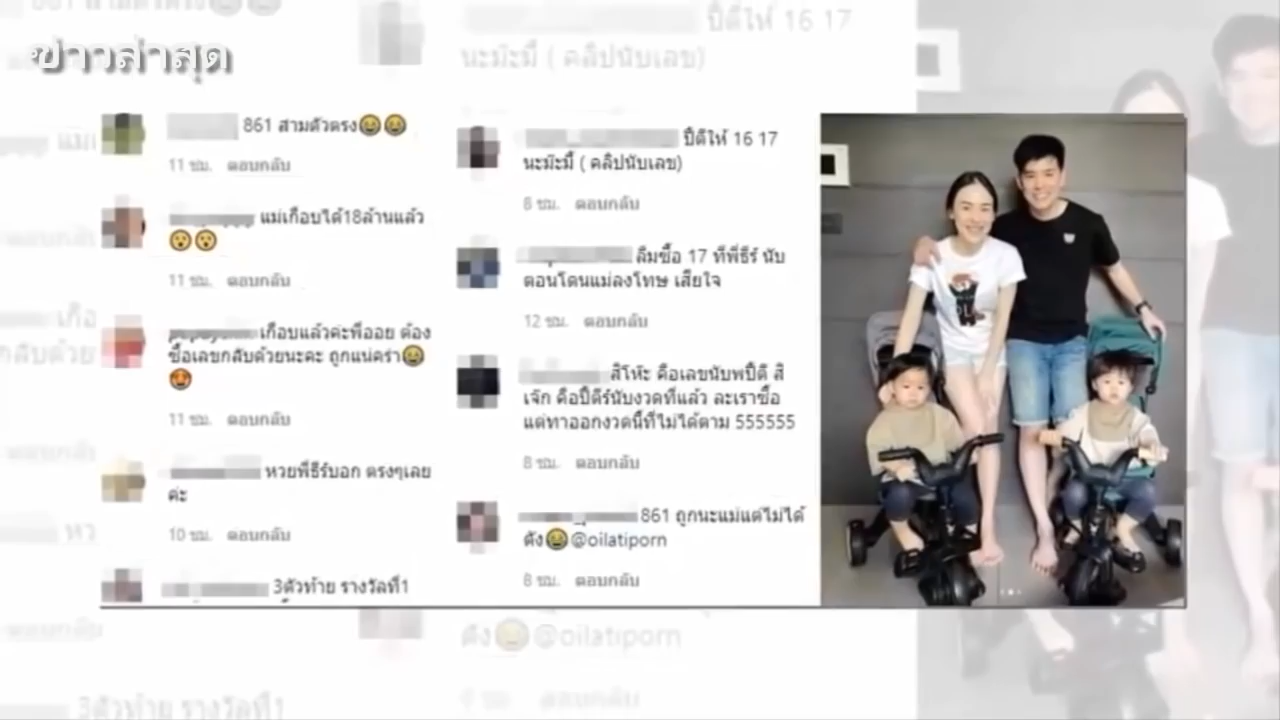 ข่าวล่าสุด
861 สามตัวตรง😂😂
11 ชม. ตอบกลับ
แม่เกือบได้18ล้านแล้ว
😮😮
11 ชม. ตอบกลับ
เกือบแล้วค่ะพี่ออย ต้อง
ซื้อเลขกลับด้วยนะคะ ถูกแน่คร่า😂
🥵
11 ชม. ตอบกลับ
หวยพี่ธีร์บอก ตรงๆเลย
ค่ะ
10 ชม. ตอบกลับ
3ตัวท้าย รางวัลที่1
ปี้ดีให้ 16 17
นะม๊ะมี้ ( คลิปนับเลข)
8 ชม. ตอบกลับ
ลืมซื้อ 17 ที่พี่ธีร์ นับ
ตอนโดนแม่ลงโทษ เสียใจ
12 ชม. ตอบกลับ
สิโห๊ะ คือเลขนับพปี้ดี สิ
เจ๊ก คือปี้ดีร์นับงวดที่แล้ว ละเราซื้อ
แต่ทาออกงวดนี้ที่ไม่ได้ตาม 555555
8 ชม. ตอบกลับ
861 ถูกนะแม่แต่ไม่ได้
ตัง😂@oilatiporn
8 ชม. ตอบกลับ